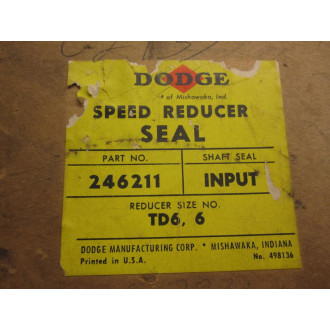 DODGE
of Mishawaka, Ind.
SPEED REDUCER
SEAL
PART NO. SHAFT SEAL
246211 INPUT
REDUCER SIZE NO.
TD6, 6
DODGE MANUFACTURING CORP. * MISHAWAKA, INDIANA
Printed in U.S.A. No. 498136